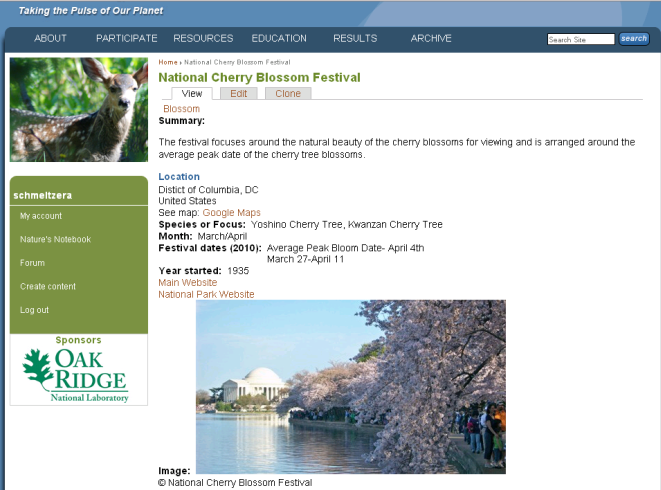 Taking the Pulse of Our Planet
ABOUT PARTICIPATE RESOURCES EDUCATION RESULTS ARCHIVE Search Site search
Home › National Cherry Blossom Festival
National Cherry Blossom Festival
View Edit Clone
Blossom
Summary:
The festival focuses around the natural beauty of the cherry blossoms for viewing and is arranged around the
average peak date of the cherry tree blossoms.
Location
Distict of Columbia, DC
United States
See map: Google Maps
Species or Focus: Yoshino Cherry Tree, Kwanzan Cherry Tree
Month: March/April
Festival dates (2010): Average Peak Bloom Date- April 4th
March 27-April 11
Year started: 1935
Main Website
National Park Website
Image:
© National Cherry Blossom Festival
schmeltzera
My account
Nature's Notebook
Forum
Create content
Log out
Sponsors
OAK
RIDGE
National Laboratory